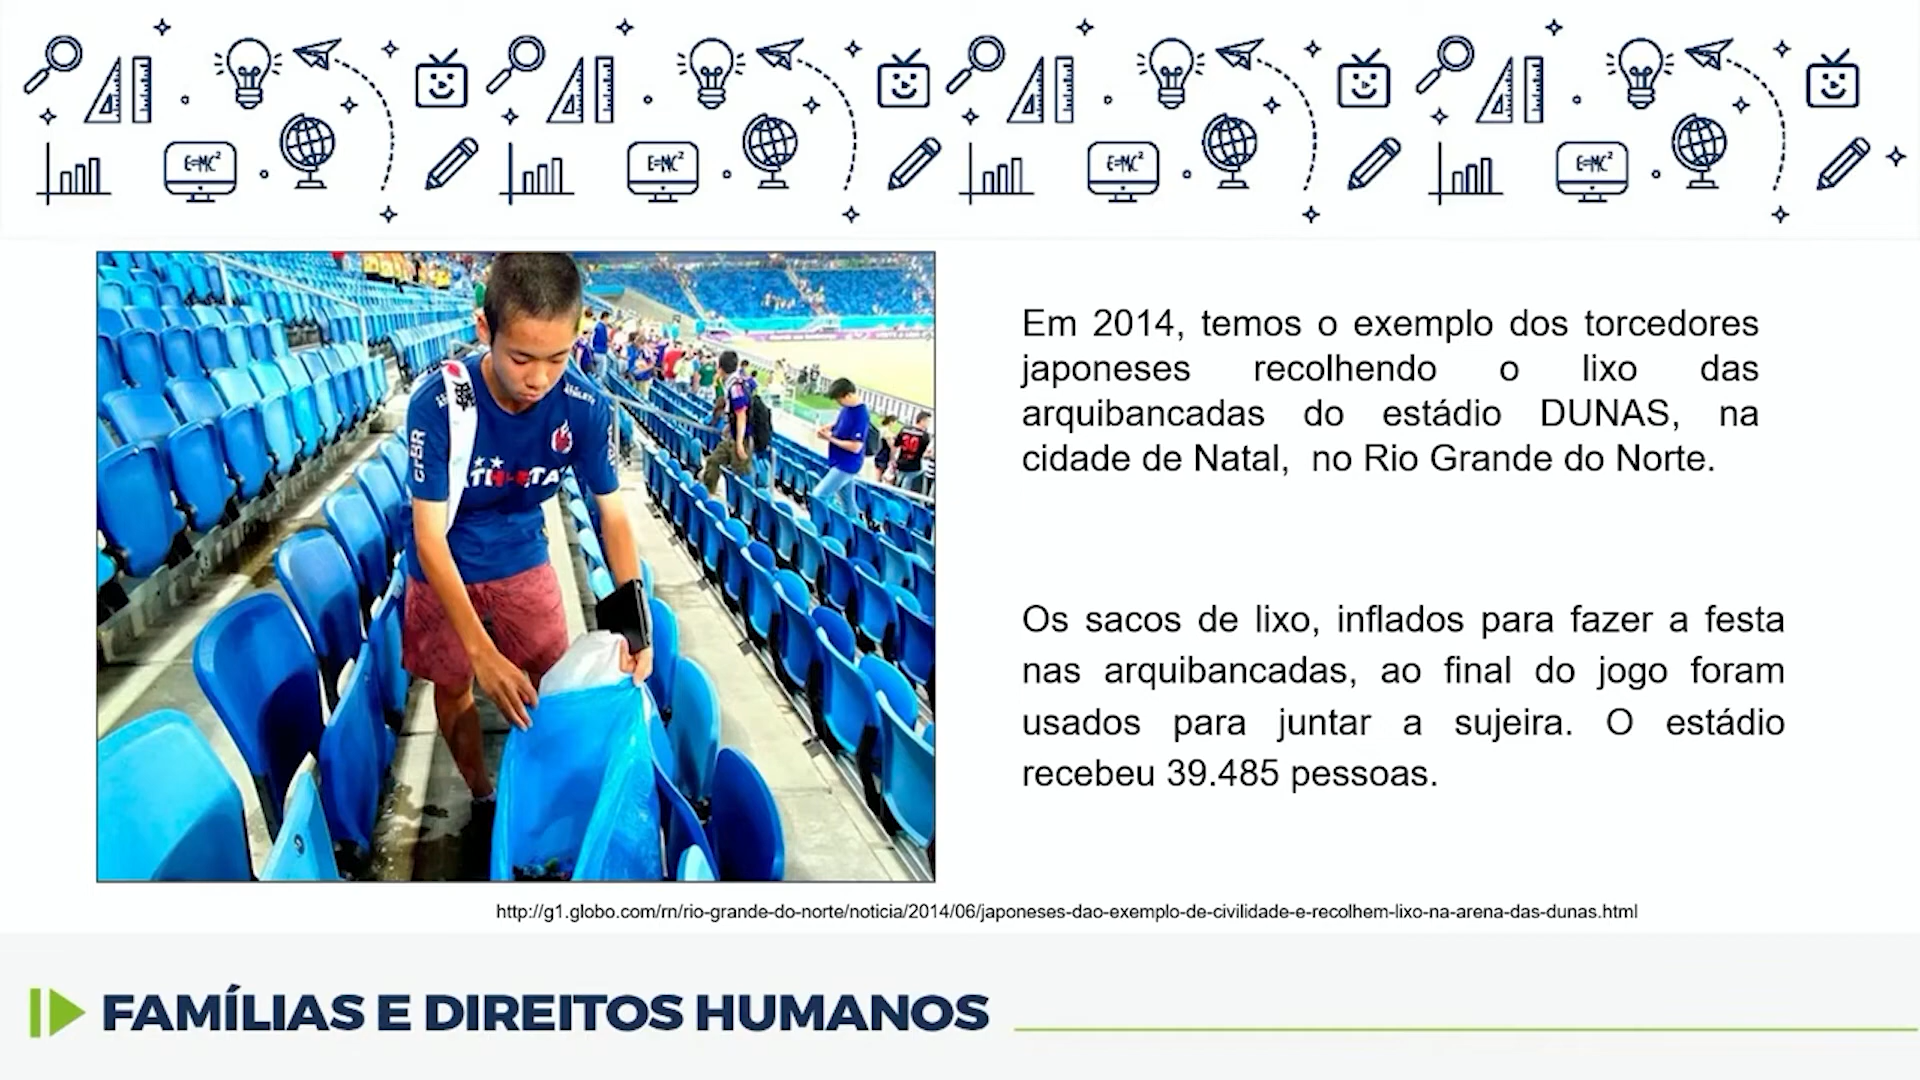 E=MC²
E=MC²
E=MC²
E=MC²
Em 2014, temos o exemplo dos torcedores
japoneses recolhendo o lixo das
arquibancadas do estádio DUNAS, na
cidade de Natal, no Rio Grande do Norte.
Os sacos de lixo, inflados para fazer a festa
nas arquibancadas, ao final do jogo foram
usados para juntar a sujeira. O estádio
recebeu 39.485 pessoas.
30
http://g1.globo.com/rn/rio-grande-do-norte/noticia/2014/06/japoneses-dao-exemplo-de-civilidade-e-recolhem-lixo-na-arena-das-dunas.html
FAMÍLIAS E DIREITOS HUMANOS